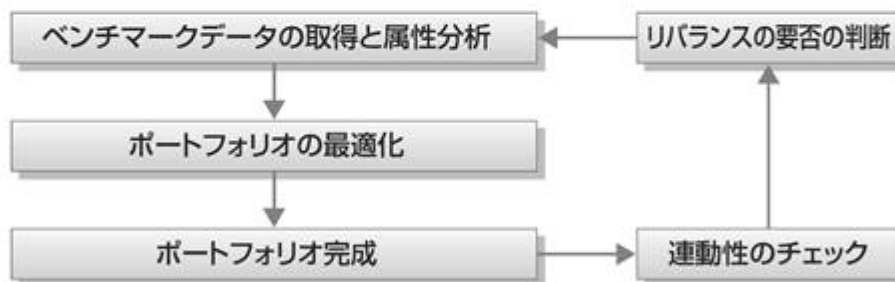 ベンチマークデータの取得と属性分析
リバランスの要否の判断
ポートフォリオの最適化
ポートフォリオ完成
連動性のチェック